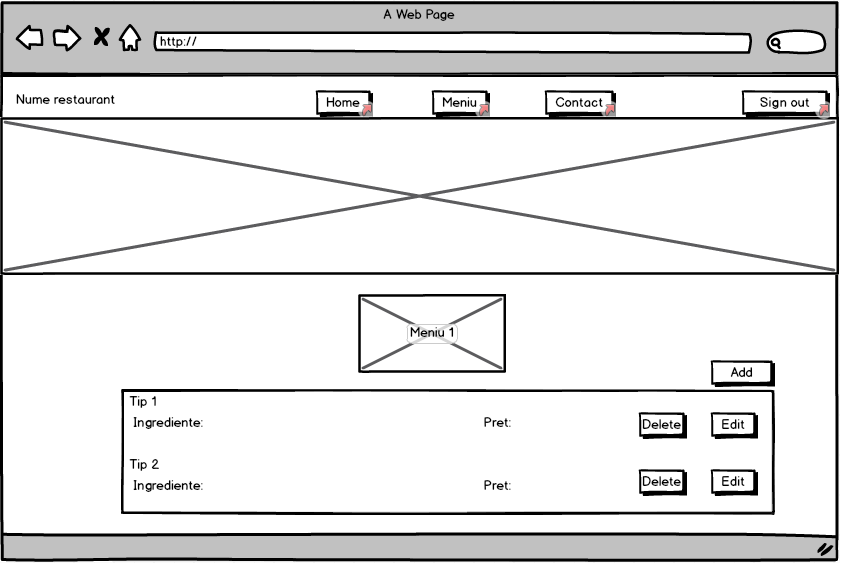 A Web Page
http://
Nume restaurant Home Meniu Contact Sign out
Meniu 1
Add
Tip 1
Ingrediente: Pret: Delete Edit
Tip 2
Ingrediente: Pret: Delete Edit